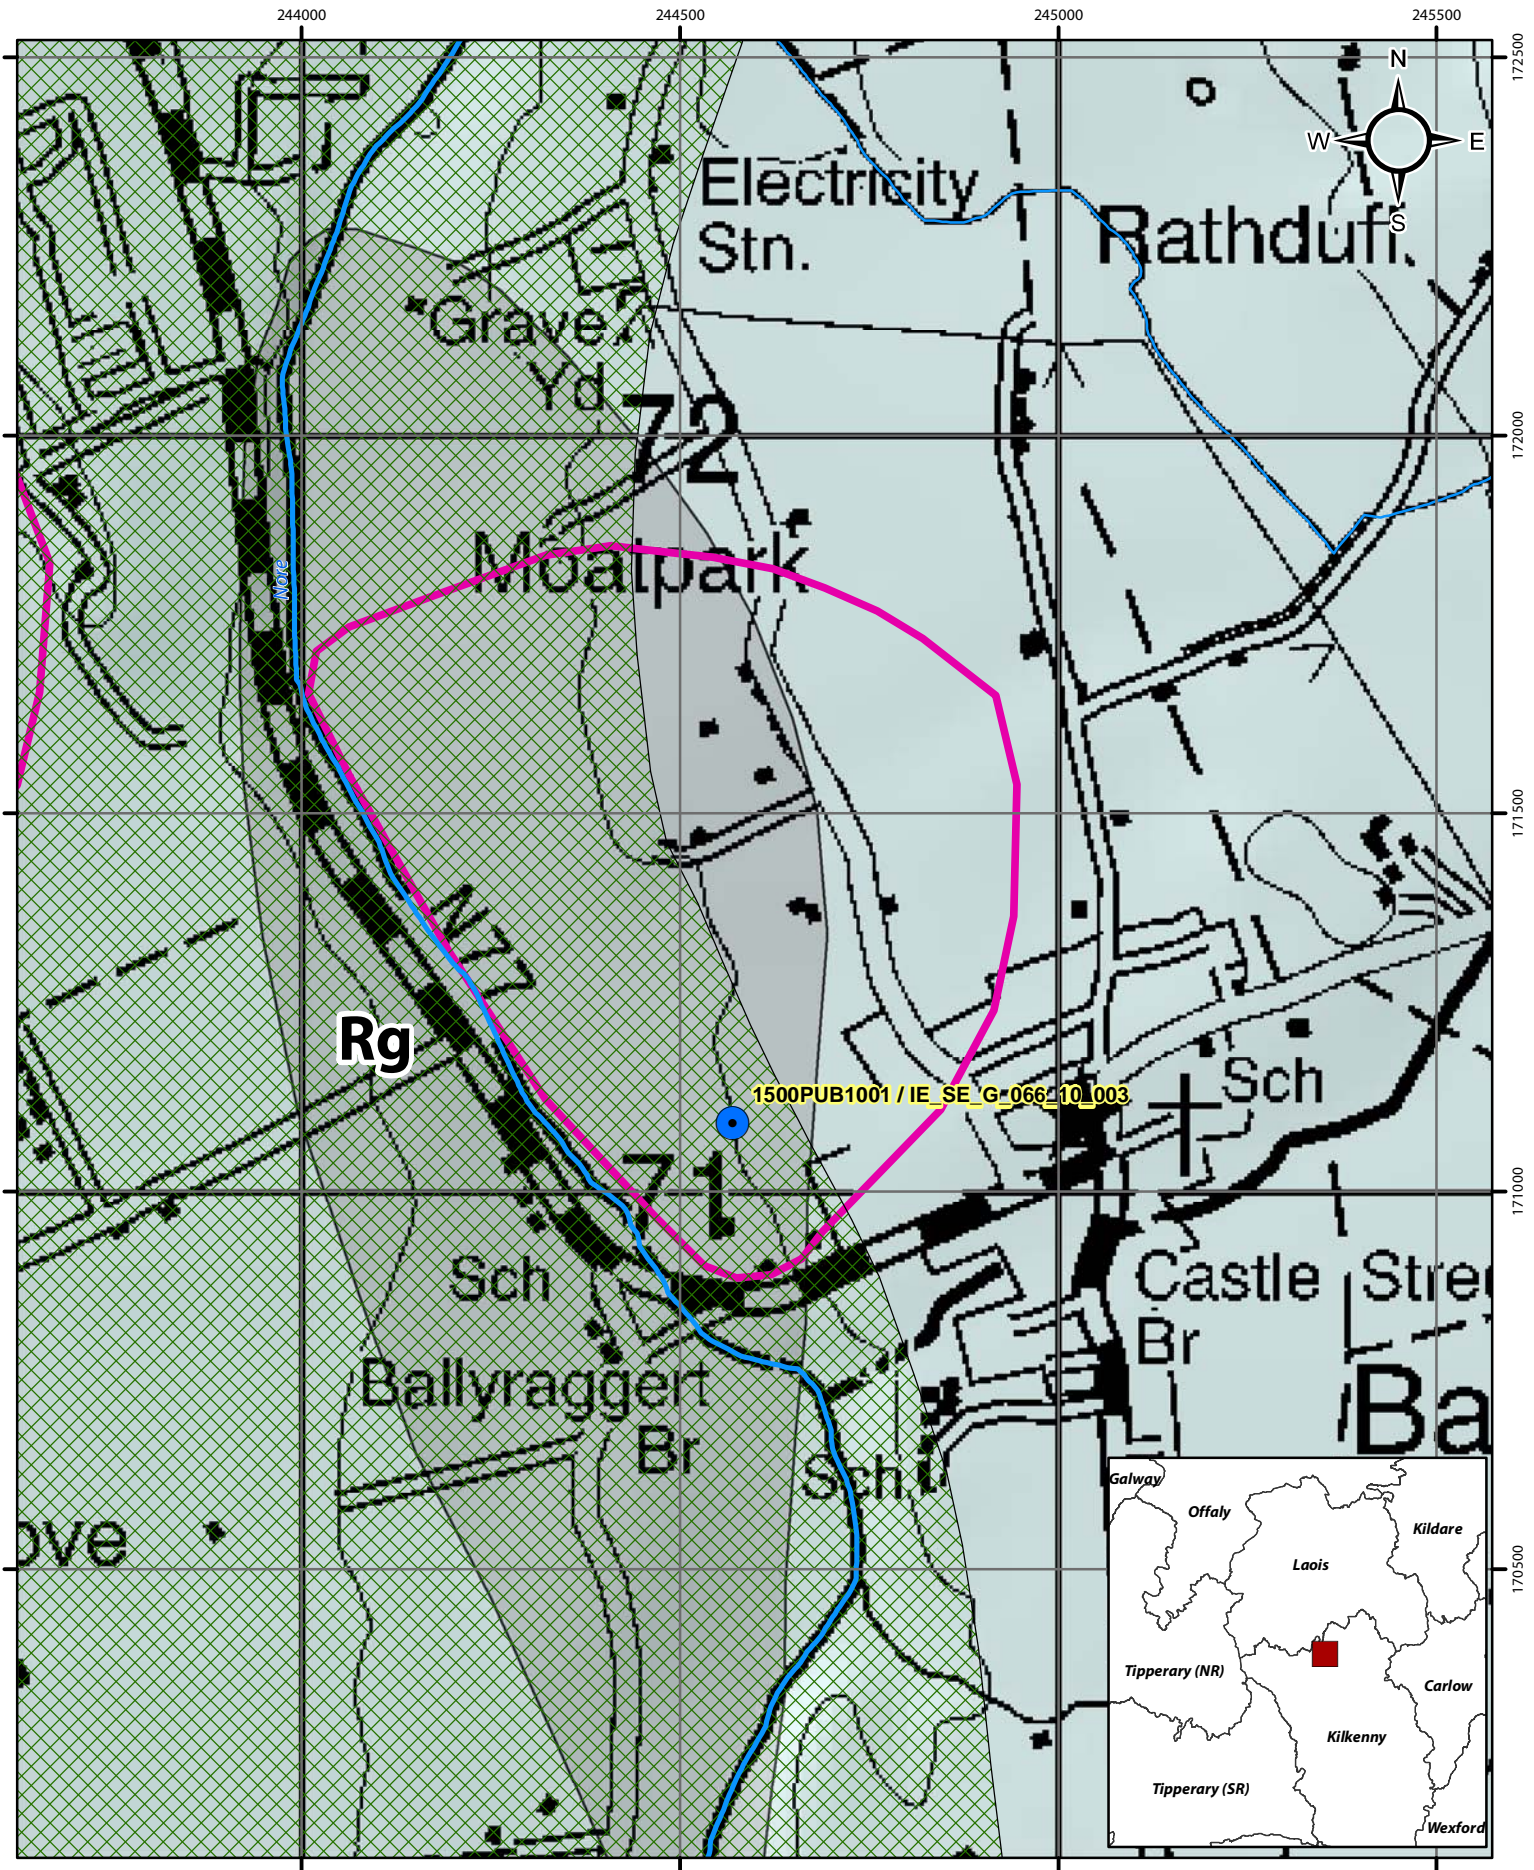 244000
244500
245000
245500
172500
N
W
E
S
Electricity
Stn.
Rathduff
Grave
Yd
172000
72
Moatpark
Nore
171500
Rg
1500PUB1001 / IE_SE_G_066_10_003
Sch
71
171000
Sch
Castle
Br
Stre
Ballyraggett
Br
Ba
Sch
ove
170500
Galway
Offaly
Kildare
Laois
Tipperary (NR)
Carlow
Kilkenny
Tipperary (SR)
Wexford